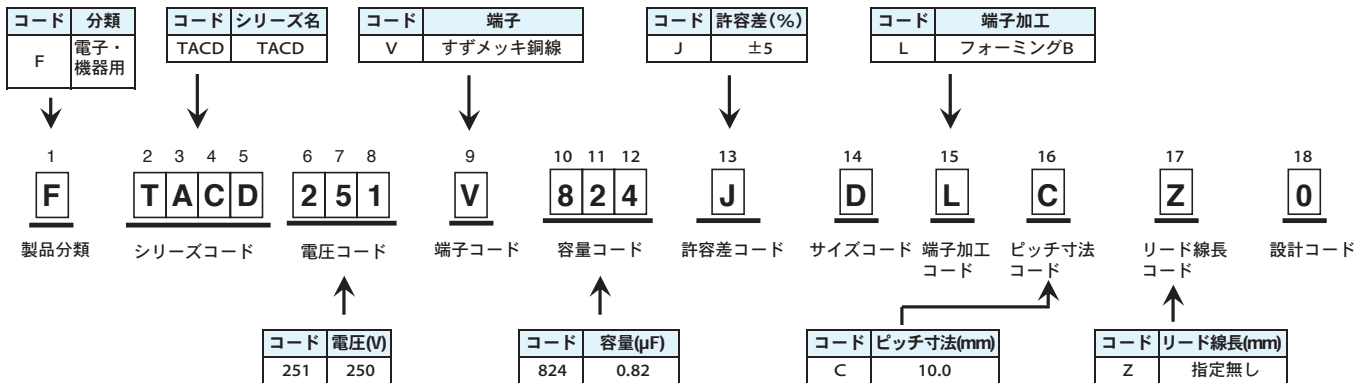 コード 分類
F 電子・機器用
コード シリーズ名
TACD TACD
コード 端子
V すずメッキ銅線
コード 許容差(%)
J ±5
コード 端子加工
L フォーミングB
1 2 3 4 5 6 7 8 9 10 11 12 13 14 15 16 17 18
F T A C D 2 5 1 V 8 2 4 J D L C Z 0
製品分類 シリーズコード 電圧コード 端子コード 容量コード 許容差コード サイズコード 端子加工コード ピッチ寸法コード リード線長コード 設計コード
コード 電圧(V)
251 250
コード 容量(μF)
824 0.82
コード ピッチ寸法(mm)
C 10.0
コード リード線長(mm)
Z 指定無し